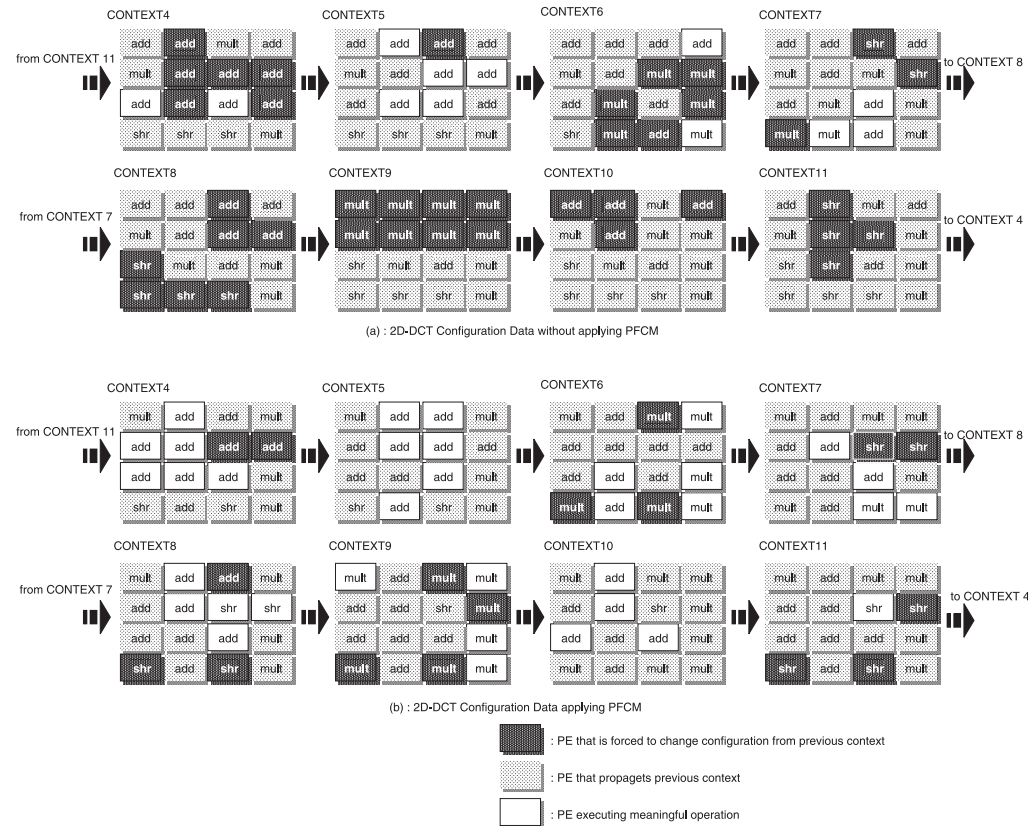 CONTEXT4 CONTEXT5 CONTEXT6 CONTEXT7
from CONTEXT 11
to CONTEXT 8
add add mult add
mult add add add
add add add add
shr shr shr mult
add add add add
mult add add add
add add add add
shr shr shr mult
add add add add
mult add mult mult
add mult add mult
shr mult add mult
add add shr add
mult add add shr
add mult add mult
mult mult add mult
CONTEXT8 CONTEXT9 CONTEXT10 CONTEXT11
from CONTEXT 7
to CONTEXT 4
add add add add
mult add add add
shr mult add mult
shr shr shr mult
mult mult mult mult
mult mult mult mult
shr mult add mult
shr shr shr mult
add add mult add
mult add mult mult
shr mult add mult
shr shr shr mult
add shr mult add
mult shr shr mult
shr shr add mult
shr shr shr mult
(a) : 2D-DCT Configuration Data without applying PFCM
CONTEXT4 CONTEXT5 CONTEXT6 CONTEXT7
from CONTEXT 11
to CONTEXT 8
mult add add mult
add add add add
add add add mult
shr add shr mult
mult add add mult
add add add add
add add add mult
shr add shr mult
mult add mult mult
add add add add
add add add mult
mult add mult mult
mult add mult mult
add add shr shr
add add add mult
mult add mult mult
CONTEXT8 CONTEXT9 CONTEXT10 CONTEXT11
from CONTEXT 7
to CONTEXT 4
mult add add mult
add add shr shr
add add add mult
shr add shr mult
mult add mult mult
add add shr mult
add add add mult
mult add mult mult
mult add mult mult
add add shr mult
add add add mult
mult add mult mult
mult add mult mult
add add shr shr
add add add mult
shr add shr mult
(b) : 2D-DCT Configuration Data applying PFCM
: PE that is forced to change configuration from previous context
: PE that propagets previous context
: PE executing meaningful operation